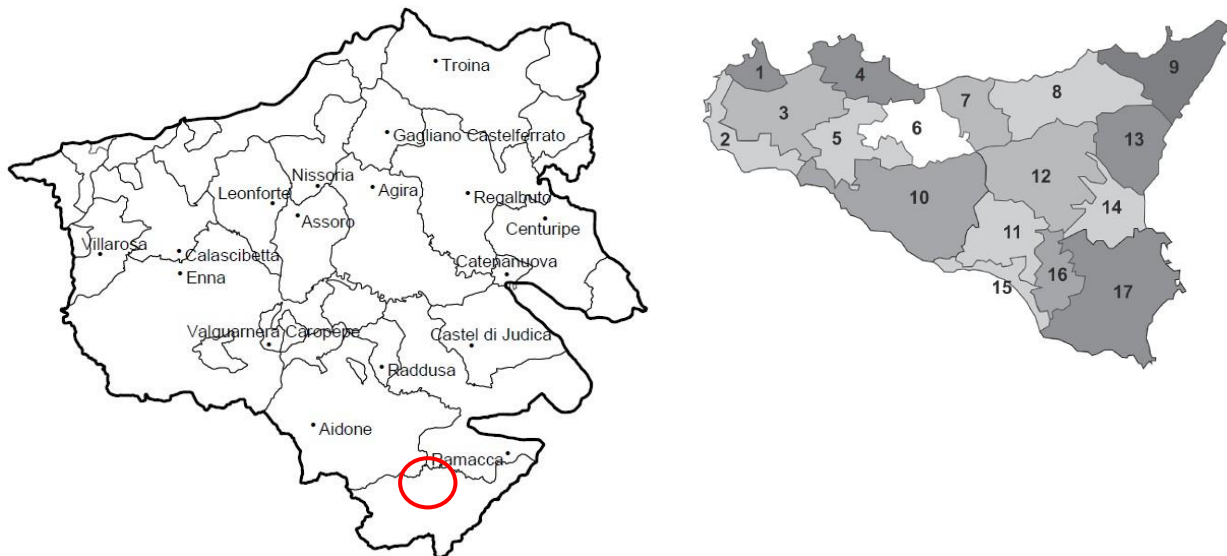 Troina
Gagliano Castelferrato
Nissoria
Leonforte
Agira
Regalbuto
Assoro
Centuripe
Villarosa
Calascibetta
Enna
Catenanuova
Valguarnera Caropepe
Castel di Judica
Raddusa
Aidone
Ramacca
1
4
9
3
7
8
2
5
6
13
12
10
14
11
15
16
17